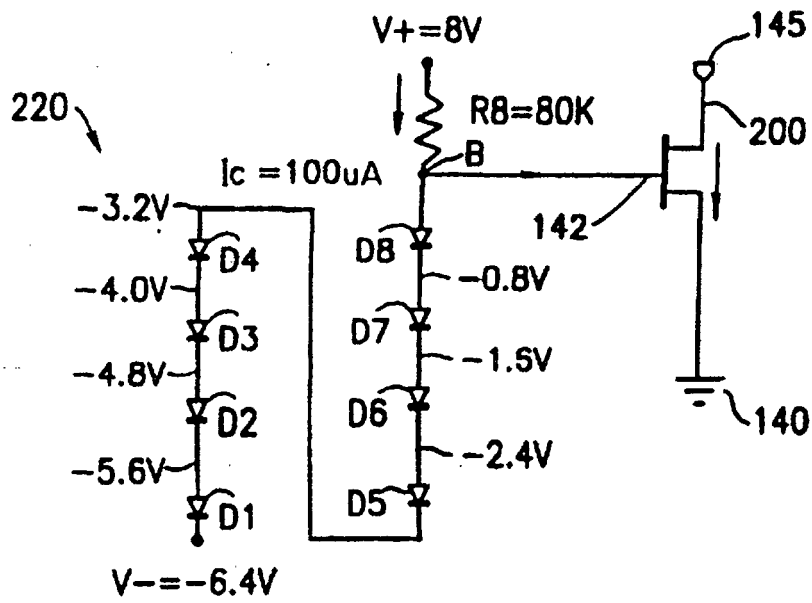 V+=8V
145
220
R8=80K
200
B
Ic =100uA
-3.2V
142
D4
D8
-4.0V
-0.8V
D3
D7
-4.8V
-1.6V
D2
D6
140
-5.6V
-2.4V
D1
D5
V-=-6.4V